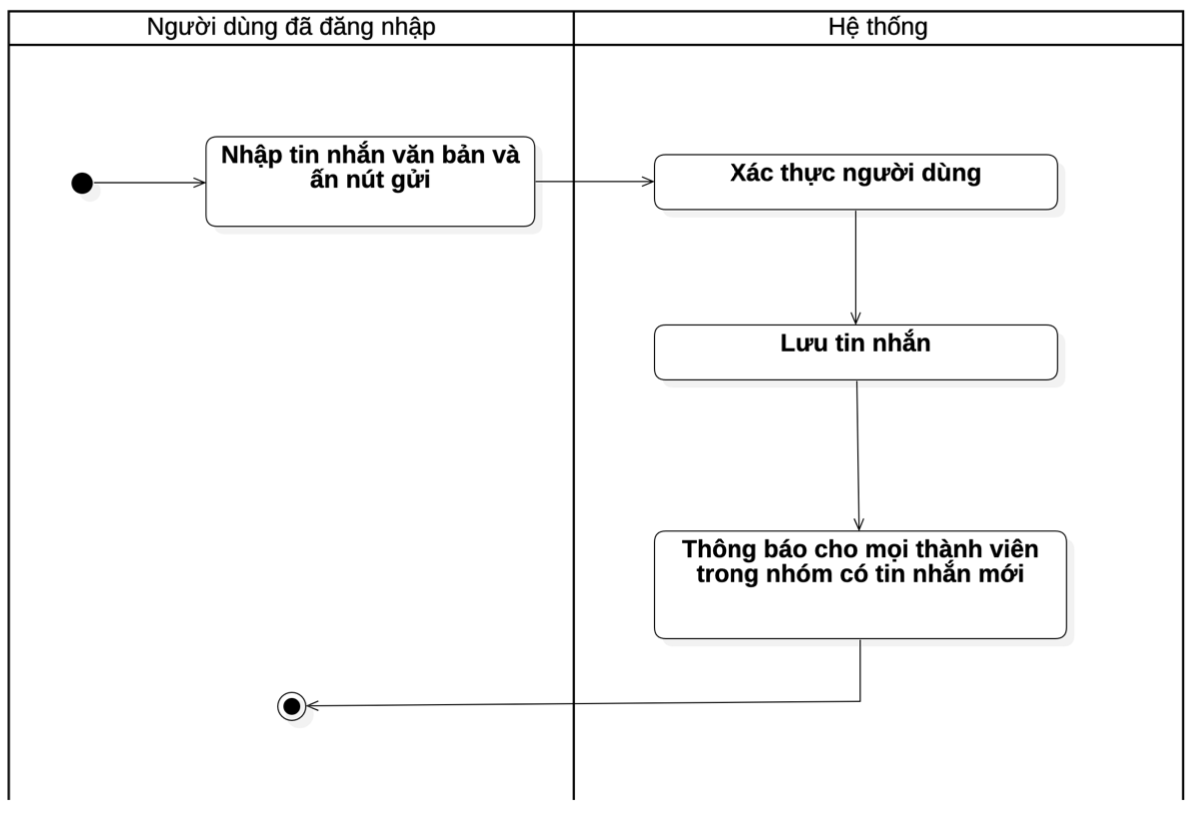 Người dùng đã đăng nhập
Hệ thống
Nhập tin nhắn văn bản và
ấn nút gửi
Xác thực người dùng
Lưu tin nhắn
Thông báo cho mọi thành viên
trong nhóm có tin nhắn mới